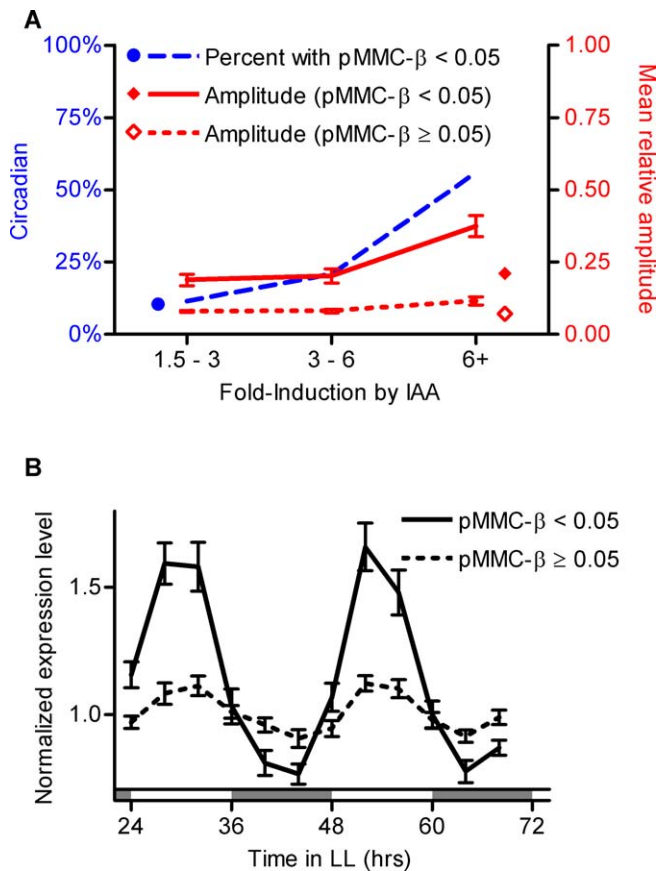 A
100%
75%
50%
25%
0%
Circadian
Percent with pMMC-β < 0.05
Amplitude (pMMC-β < 0.05)
Amplitude (pMMC-β ≥ 0.05)
1.00
0.75
0.50
0.25
0.00
Mean relative amplitude
1.5 - 3
3 - 6
6+
Fold-Induction by IAA
B
Normalized expression level
1.5
1.0
pMMC-β < 0.05
pMMC-β ≥ 0.05
24
36
48
60
72
Time in LL (hrs)